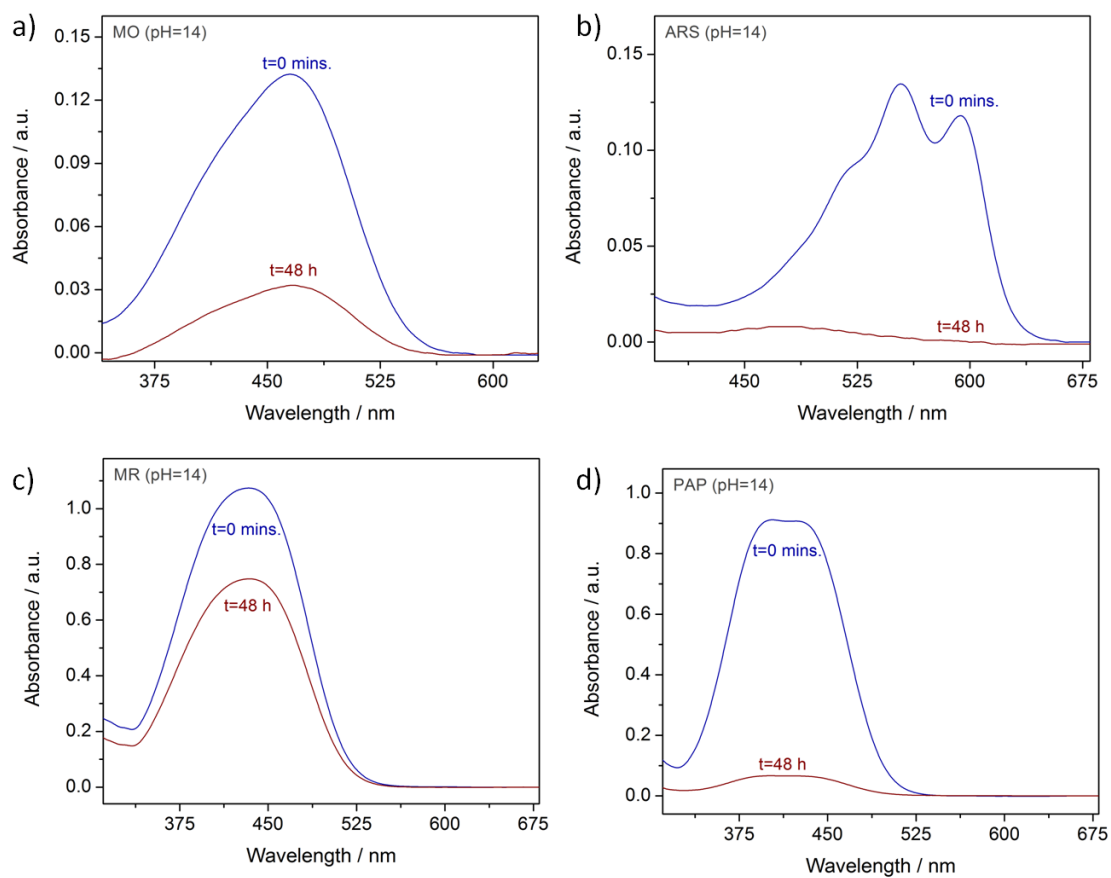 a)
MO (pH=14)
0.15
0.12
0.09
0.06
0.03
0.00
t=0 mins.
t=48 h
375
450
525
600
Absorbance / a.u.
Wavelength / nm
b)
ARS (pH=14)
0.15
0.10
0.05
0.00
t=0 mins.
t=48 h
450
525
600
675
Absorbance / a.u.
Wavelength / nm
c)
MR (pH=14)
1.0
0.8
0.6
0.4
0.2
0.0
t=0 mins.
t=48 h
375
450
525
600
675
Absorbance / a.u.
Wavelength / nm
d)
PAP (pH=14)
1.0
0.8
0.6
0.4
0.2
0.0
t=0 mins.
t=48 h
375
450
525
600
675
Absorbance / a.u.
Wavelength / nm